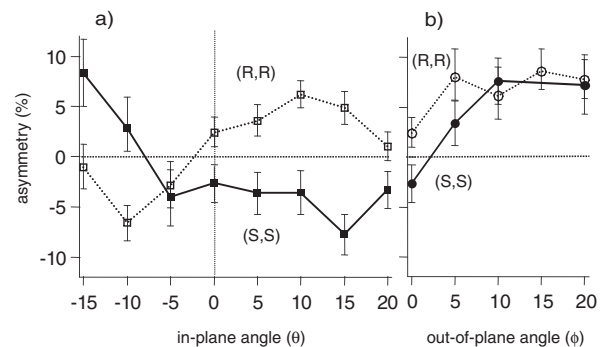 a)
b)
10
5
0
-5
-10
asymmetry (%)
(R,R)
(S,S)
(R,R)
(S,S)
-15 -10 -5 0 5 10 15 20
0 5 10 15 20
in-plane angle (θ)
out-of-plane angle (ϕ)